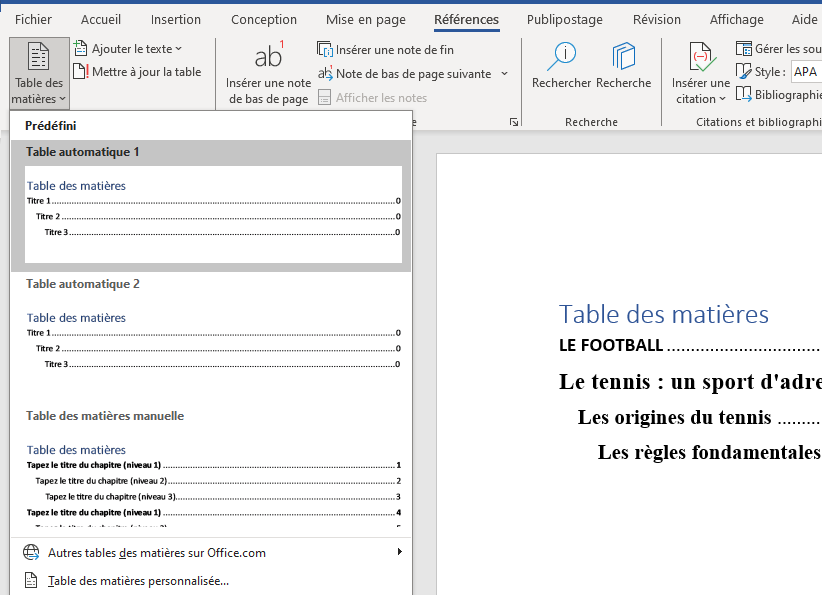 Fichier Accueil Insertion Conception Mise en page Références Publipostage Révision Affichage Aide
Table des matières
Ajouter le texte
Mettre à jour la table
ab1
Insérer une note de bas de page
Insérer une note de fin
ab1 Note de bas de page suivante
Afficher les notes
Rechercher Recherche
Recherche
Insérer une citation
Gérer les sou
Style : APA
Bibliographie
Citations et bibliographi
Prédéfini
Table automatique 1
Table des matières
Titre 1........0
Titre 2........0
Titre 3........0
Table automatique 2
Table des matières
Titre 1........0
Titre 2........0
Titre 3........0
Table des matières manuelle
Table des matières
Tapez le titre du chapitre (niveau 1)........1
Tapez le titre du chapitre (niveau 2)........2
Tapez le titre du chapitre (niveau 3)........3
Tapez le titre du chapitre (niveau 1)........4
Autres tables des matières sur Office.com
Table des matières personnalisée...
Table des matières
LE FOOTBALL ........
Le tennis : un sport d'adre
Les origines du tennis ........
Les règles fondamentales